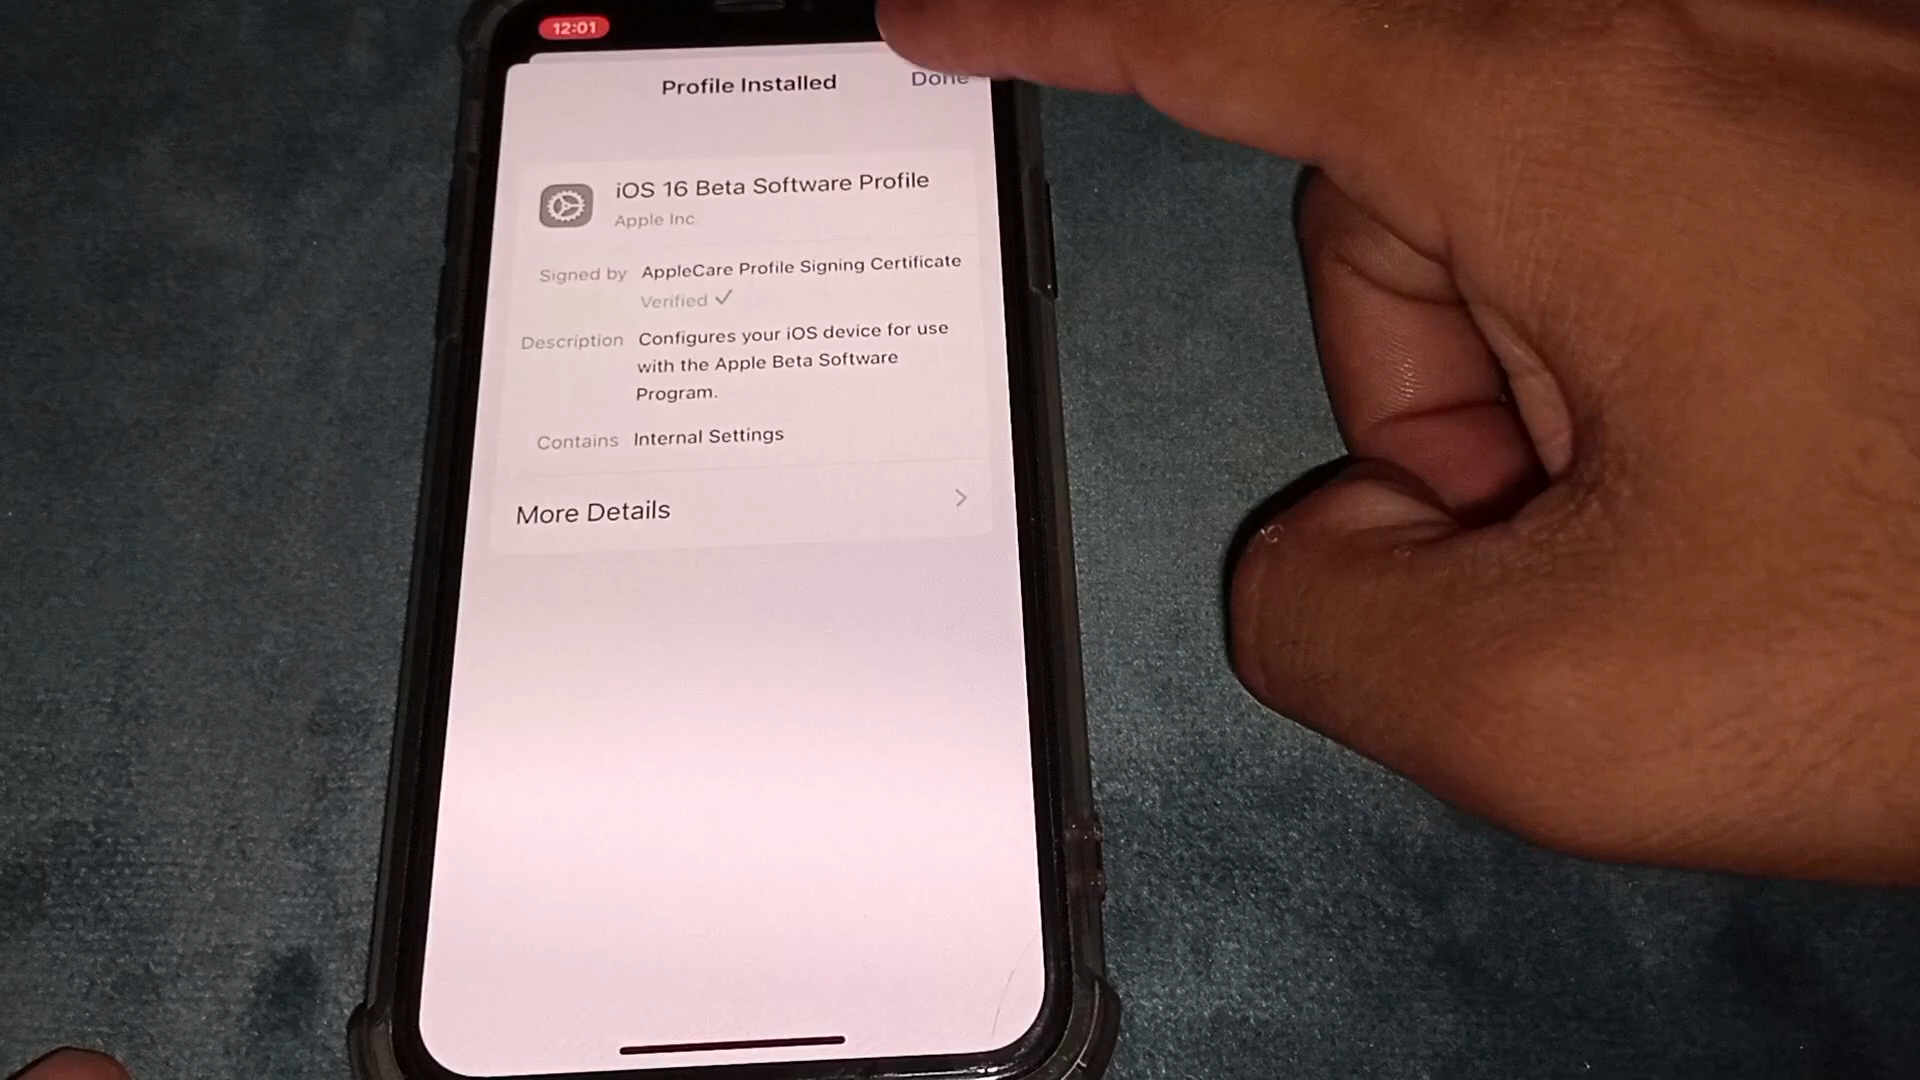 12:01
Profile Installed
Done
iOS 16 Beta Software Profile
Apple Inc.
Signed by AppleCare Profile Signing Certificate
Verified ✓
Description Configures your iOS device for use
with the Apple Beta Software
Program.
Contains Internal Settings
More Details